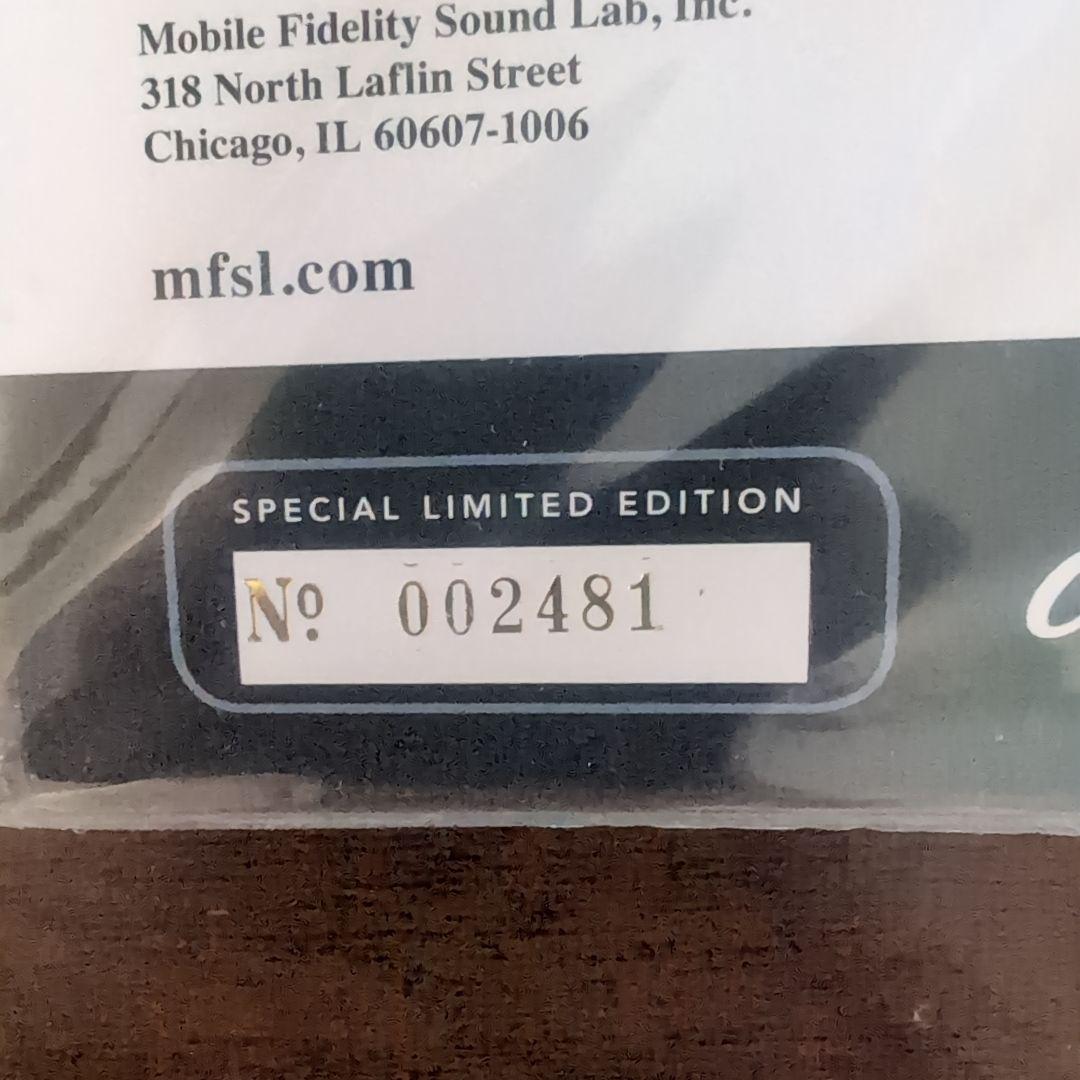 Mobile Fidelity Sound Lab, Inc.
318 North Laflin Street
Chicago, IL 60607-1006
mfsl.com
SPECIAL LIMITED EDITION
Nº 002481